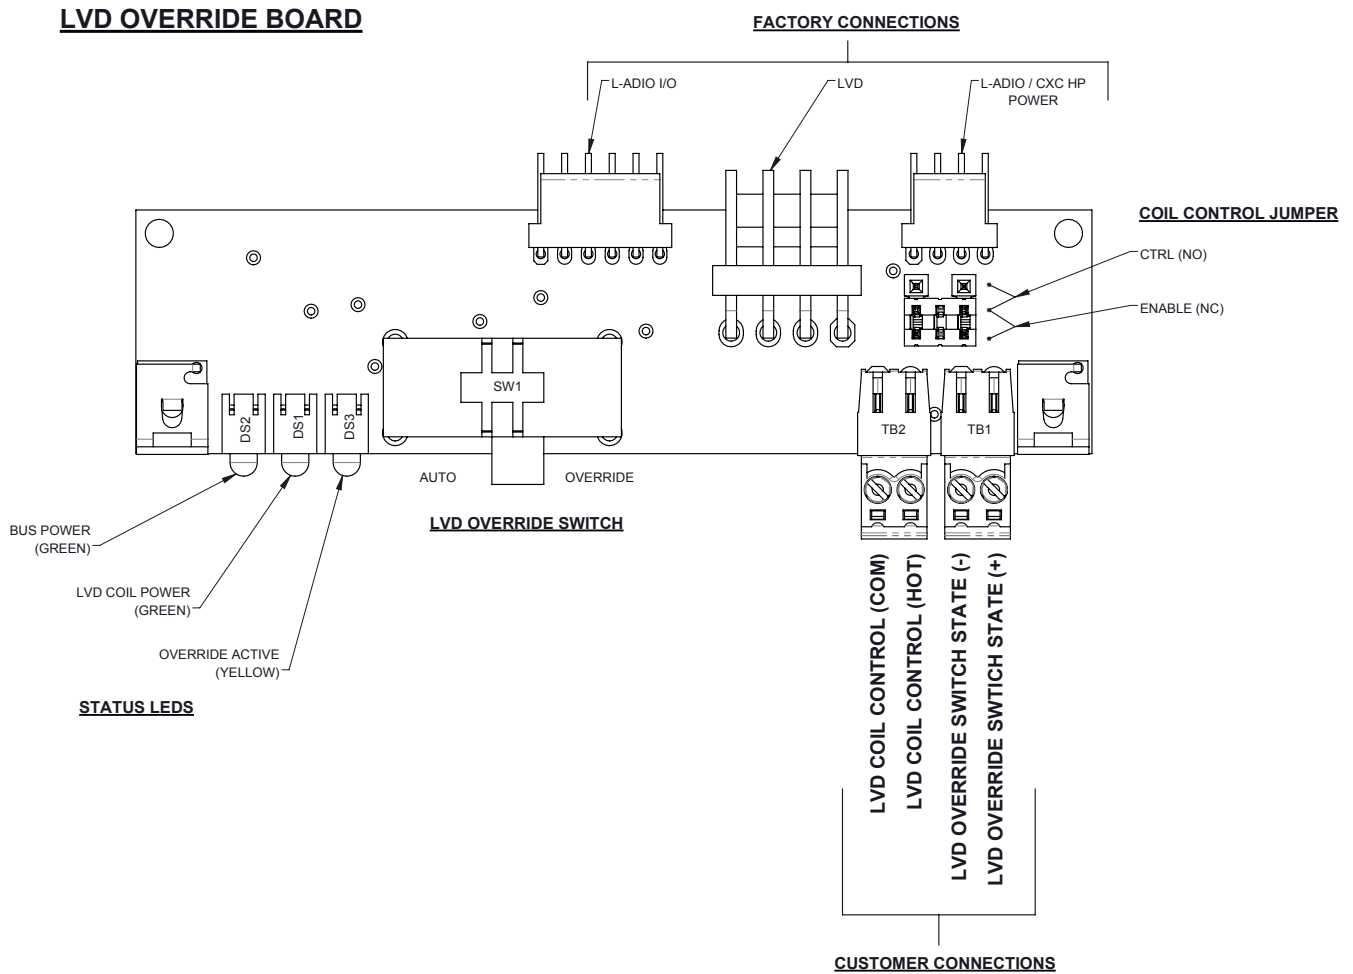 LVD OVERRIDE BOARD
FACTORY CONNECTIONS
L-ADIO I/O
LVD
L-ADIO / CXC HP
POWER
COIL CONTROL JUMPER
CTRL (NO)
ENABLE (NC)
SW1
DS2
DS1
DS3
TB2
TB1
AUTO
OVERRIDE
LVD OVERRIDE SWITCH
BUS POWER
(GREEN)
LVD COIL POWER
(GREEN)
OVERRIDE ACTIVE
(YELLOW)
STATUS LEDS
LVD COIL CONTROL (COM)
LVD COIL CONTROL (HOT)
LVD OVERRIDE SWITCH STATE (-)
LVD OVERRIDE SWTICH STATE (+)
CUSTOMER CONNECTIONS